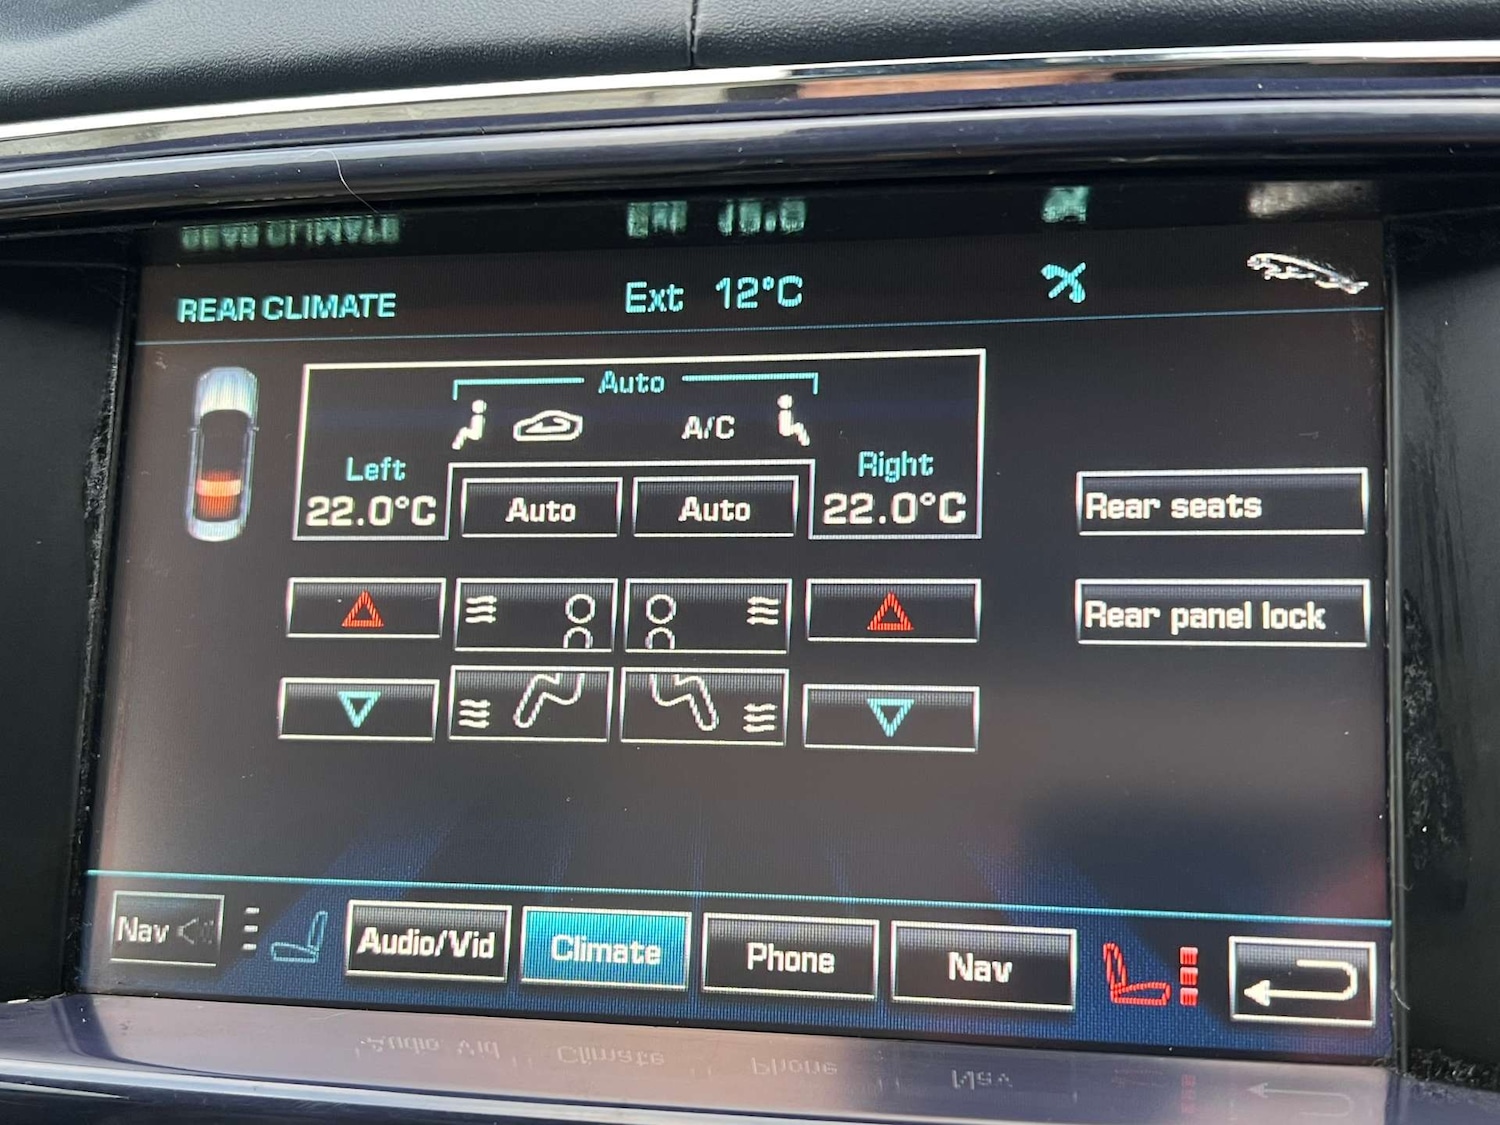 REAR CLIMATE Ext 12°C
Auto
A/C
Left Right
22.0°C Auto Auto 22.0°C
Rear seats
Rear panel lock
Nav Audio/Vid Climate Phone Nav